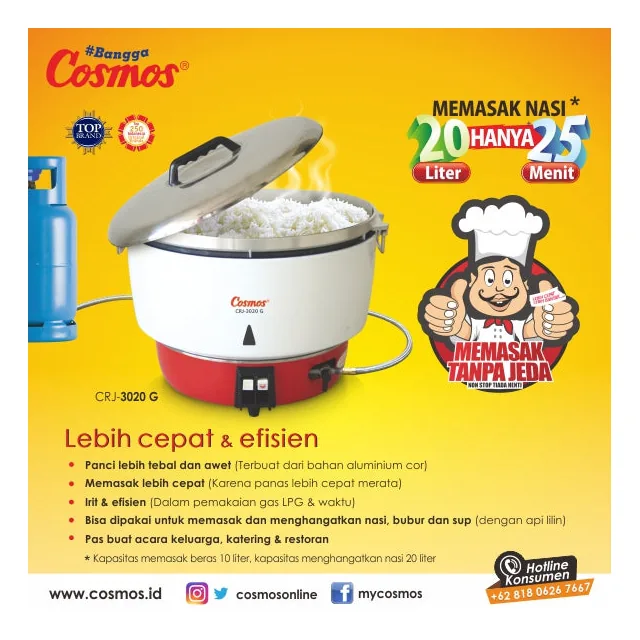 #Bangga
Cosmos®
TOP
BRAND
250
MEMASAK NASI *
20 HANYA 25
Liter Menit
Cosmos
CRJ-3020 G
MEMASAK
TANPA JEDA
NON STOP TIADA HENTI
CRJ-3020 G
Lebih cepat & efisien
• Panci lebih tebal dan awet (Terbuat dari bahan aluminium cor)
• Memasak lebih cepat (Karena panas lebih cepat merata)
• Irit & efisien (Dalam pemakaian gas LPG & waktu)
• Bisa dipakai untuk memasak dan menghangatkan nasi, bubur dan sup (dengan api lilin)
• Pas buat acara keluarga, katering & restoran
* Kapasitas memasak beras 10 liter, kapasitas menghangatkan nasi 20 liter
www.cosmos.id cosmosonline mycosmos
Hotline
Konsumen
+62 818 0626 7667